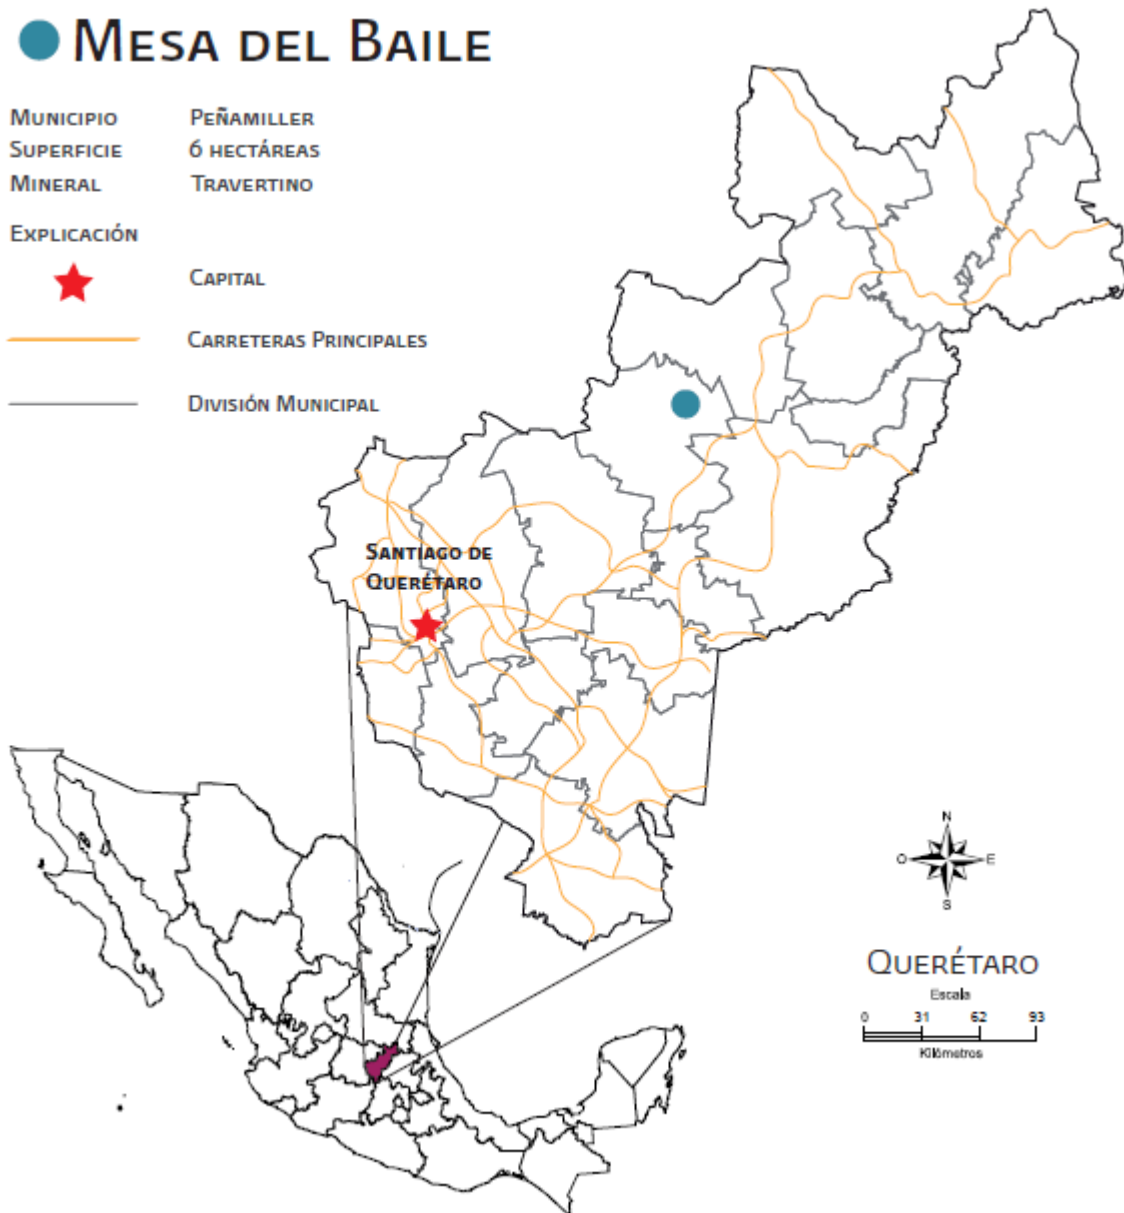 Mesa del Baile
Municipio Peñamiller
Superficie 6 hectáreas
Mineral Travertino
Explicación
Capital
Carreteras Principales
División Municipal
Santiago de
Querétaro
N
O E
S
Querétaro
Escala
0 31 62 93
Kilómetros